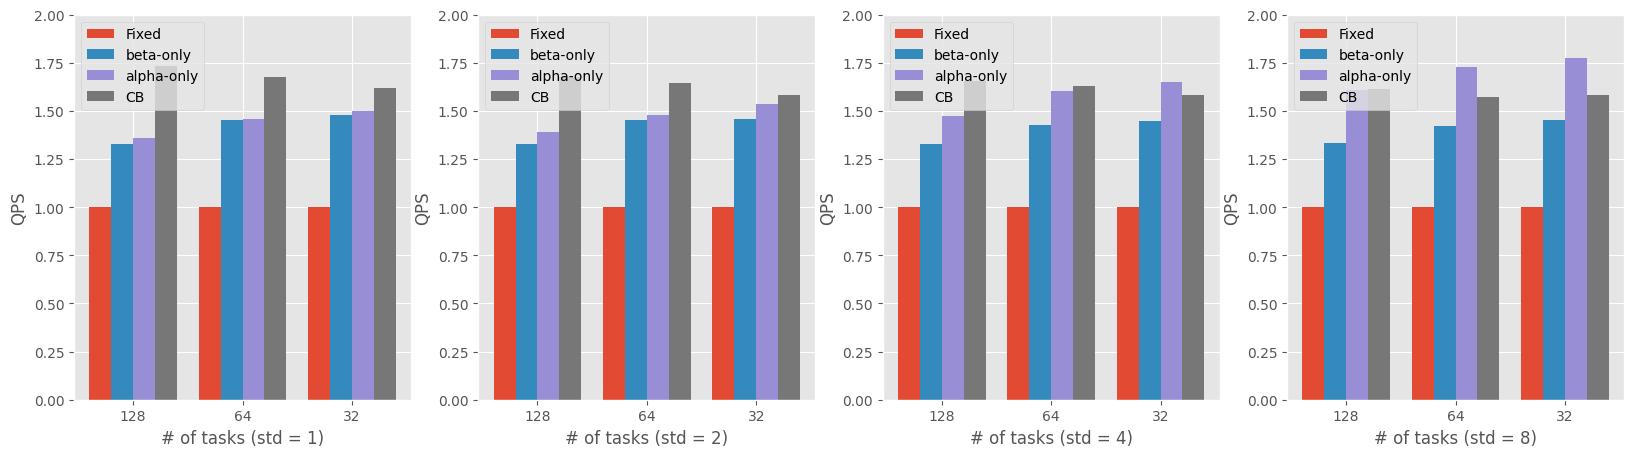 2.00
1.75
1.50
1.25
1.00
0.75
0.50
0.25
0.00
QPS
Fixed
beta-only
alpha-only
CB
128
64
32
# of tasks (std = 1)
2.00
1.75
1.50
1.25
1.00
0.75
0.50
0.25
0.00
QPS
Fixed
beta-only
alpha-only
CB
128
64
32
# of tasks (std = 2)
2.00
1.75
1.50
1.25
1.00
0.75
0.50
0.25
0.00
QPS
Fixed
beta-only
alpha-only
CB
128
64
32
# of tasks (std = 4)
2.00
1.75
1.50
1.25
1.00
0.75
0.50
0.25
0.00
QPS
Fixed
beta-only
alpha-only
CB
128
64
32
# of tasks (std = 8)